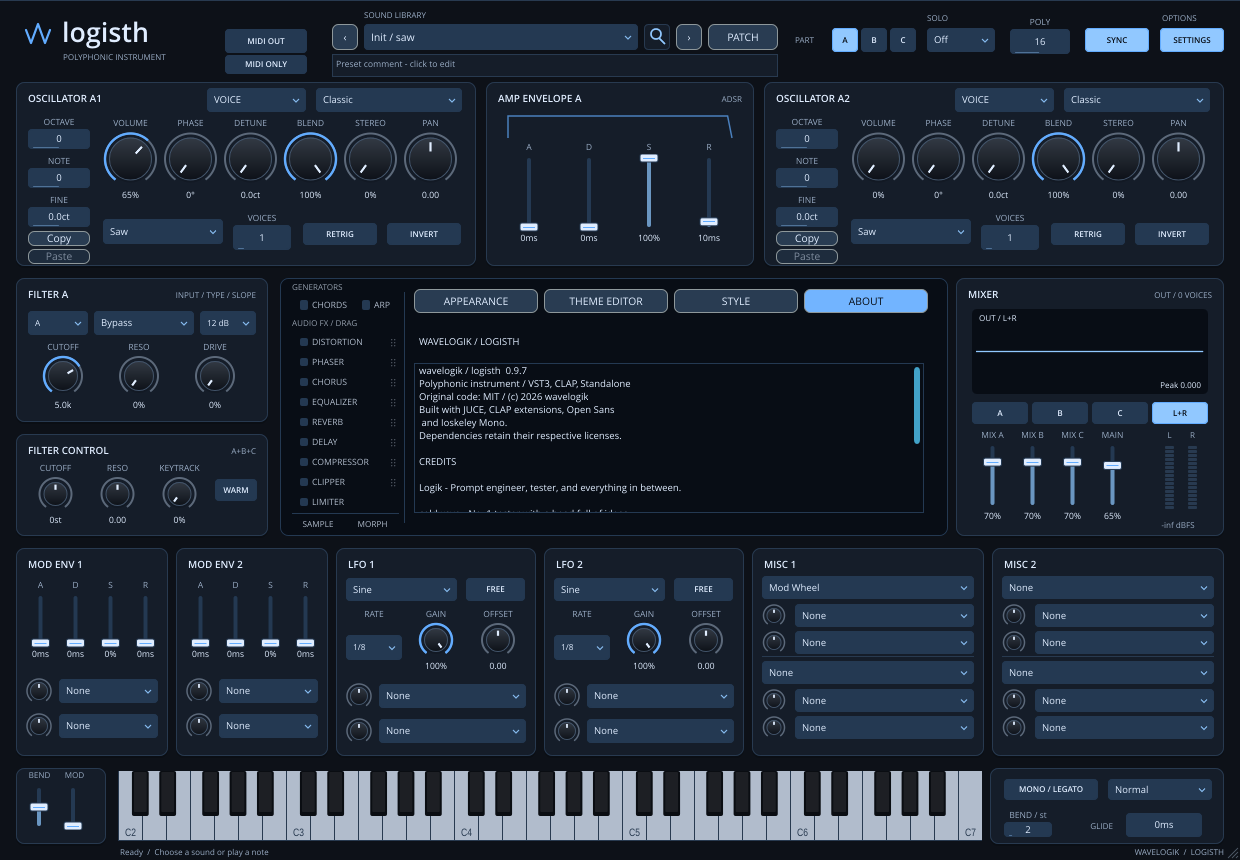 logisth
POLYPHONIC INSTRUMENT
MIDI OUT
MIDI ONLY
SOUND LIBRARY
‹
Init / saw
›
PATCH
Preset comment - click to edit
PART
A
B
C
SOLO
Off
POLY
16
SYNC
OPTIONS
SETTINGS
OSCILLATOR A1
VOICE
Classic
OCTAVE
0
NOTE
0
FINE
0.0ct
Copy
Paste
VOLUME PHASE DETUNE BLEND STEREO PAN
65% 0° 0.0ct 100% 0% 0.00
Saw
VOICES
1
RETRIG
INVERT
AMP ENVELOPE A
ADSR
A D S R
0ms 0ms 100% 10ms
OSCILLATOR A2
VOICE
Classic
OCTAVE
0
NOTE
0
FINE
0.0ct
Copy
Paste
VOLUME PHASE DETUNE BLEND STEREO PAN
0% 0° 0.0ct 100% 0% 0.00
Saw
VOICES
1
RETRIG
INVERT
FILTER A
INPUT / TYPE / SLOPE
A
Bypass
12 dB
CUTOFF RESO DRIVE
5.0k 0% 0%
FILTER CONTROL
A+B+C
CUTOFF RESO KEYTRACK
WARM
0st 0.00 0%
GENERATORS
CHORDS ARP
AUDIO FX / DRAG
DISTORTION
PHASER
CHORUS
EQUALIZER
REVERB
DELAY
COMPRESSOR
CLIPPER
LIMITER
SAMPLE MORPH
APPEARANCE
THEME EDITOR
STYLE
ABOUT
WAVELOGIK / LOGISTH
wavelogik / logisth 0.9.7
Polyphonic instrument / VST3, CLAP, Standalone
Original code: MIT / (c) 2026 wavelogik
Built with JUCE, CLAP extensions, Open Sans
and Ioskeley Mono.
Dependencies retain their respective licenses.
CREDITS
Logik - Prompt engineer, tester, and everything in between.
MIXER
OUT / 0 VOICES
OUT / L+R
Peak 0.000
A
B
C
L+R
MIX A MIX B MIX C MAIN L R
70% 70% 70% 65%
-inf dBFS
MOD ENV 1
A D S R
0ms 0ms 0% 0ms
None
None
MOD ENV 2
A D S R
0ms 0ms 0% 0ms
None
None
LFO 1
Sine
FREE
RATE GAIN OFFSET
1/8
100% 0.00
None
None
LFO 2
Sine
FREE
RATE GAIN OFFSET
1/8
100% 0.00
None
None
MISC 1
Mod Wheel
None
None
None
None
None
MISC 2
None
None
None
None
None
None
BEND MOD
C2 C3 C4 C5 C6 C7
Ready / Choose a sound or play a note
MONO / LEGATO
Normal
BEND / st
2
GLIDE
0ms
WAVELOGIK / LOGISTH